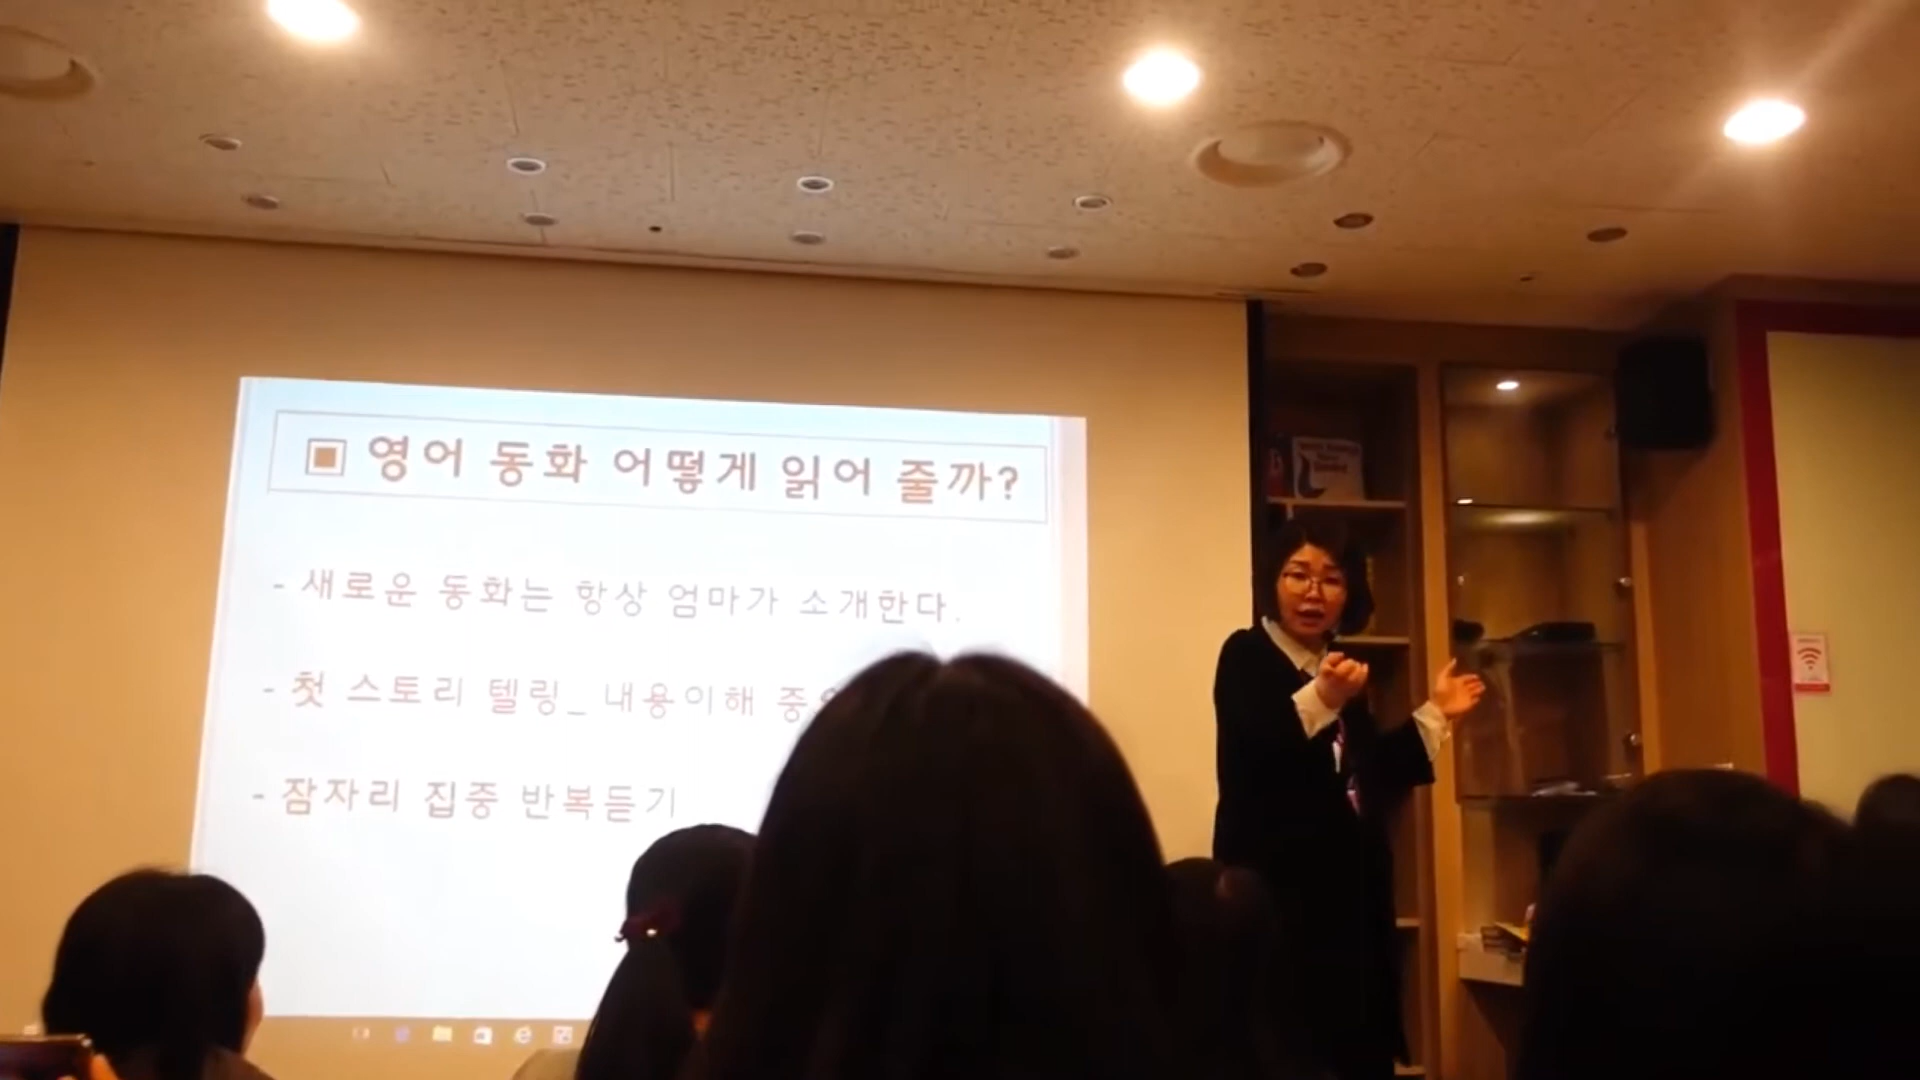 ▣ 영어 동화 어떻게 읽어 줄까?
- 새로운 동화는 항상 엄마가 소개한다.
- 첫 스토리 텔링_ 내용이해
- 잠자리 집중 반복듣기